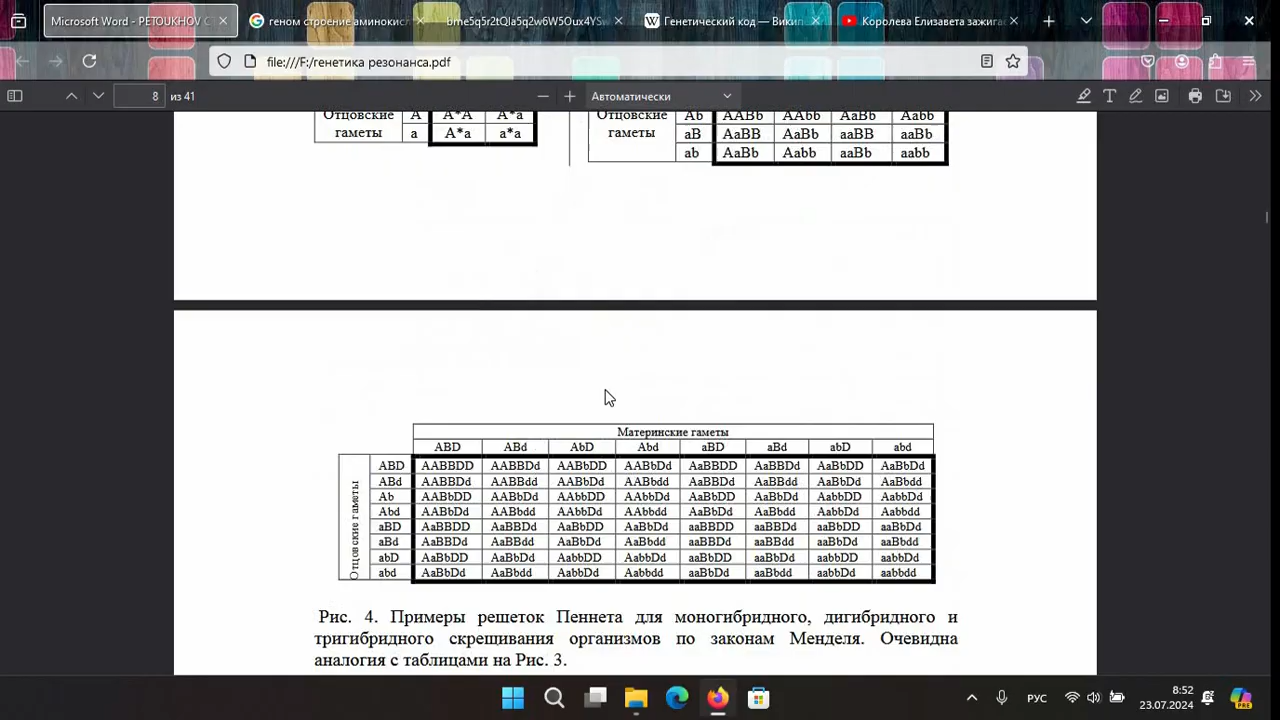 Microsoft Word - PETOUKHOV СТ
геном строение аминокисл
bme5q5r2tQla5q2w6W5Oux4YSw
Генетический код — Викип
Королева Елизавета зажига
file:///F:/генетика резонанса.pdf
8 из 41
Автоматически
Отцовские гаметы
A A*A A*a
a A*a a*a
Отцовские гаметы
Ab AABb AAbb AaBb Aabb
aB AaBB AaBb aaBB aaBb
ab AaBb Aabb aaBb aabb
Материнские гаметы
ABD ABd AbD Abd aBD aBd abD abd
Отцовские гаметы
ABD AABBDD AABBDd AABbDD AABbDd AaBBDD AaBBDd AaBbDD AaBbDd
ABd AABBDd AABBdd AABbDd AABbdd AaBBDd AaBBdd AaBbDd AaBbdd
Ab AABbDD AABbDd AAbbDD AAbbDd AaBbDD AaBbDd AabbDD AabbDd
Abd AABbDd AABbdd AAbbDd AAbbdd AaBbDd AaBbdd AabbDd Aabbdd
aBD AaBBDD AaBBDd AaBbDD AaBbDd aaBBDD aaBBDd aaBbDD aaBbDd
aBd AaBBDd AaBBdd AaBbDd AaBbdd aaBBDd aaBBdd aaBbDd aaBbdd
abD AaBbDD AaBbDd AabbDD AabbDd aaBbDD aaBbDd aabbDD aabbDd
abd AaBbDd AaBbdd AabbDd Aabbdd aaBbDd aaBbdd aabbDd aabbdd
Рис. 4. Примеры решеток Пеннета для моногибридного, дигибридного и
тригибридного скрещивания организмов по законам Менделя. Очевидна
аналогия с таблицами на Рис. 3.
РУС
8:52
23.07.2024